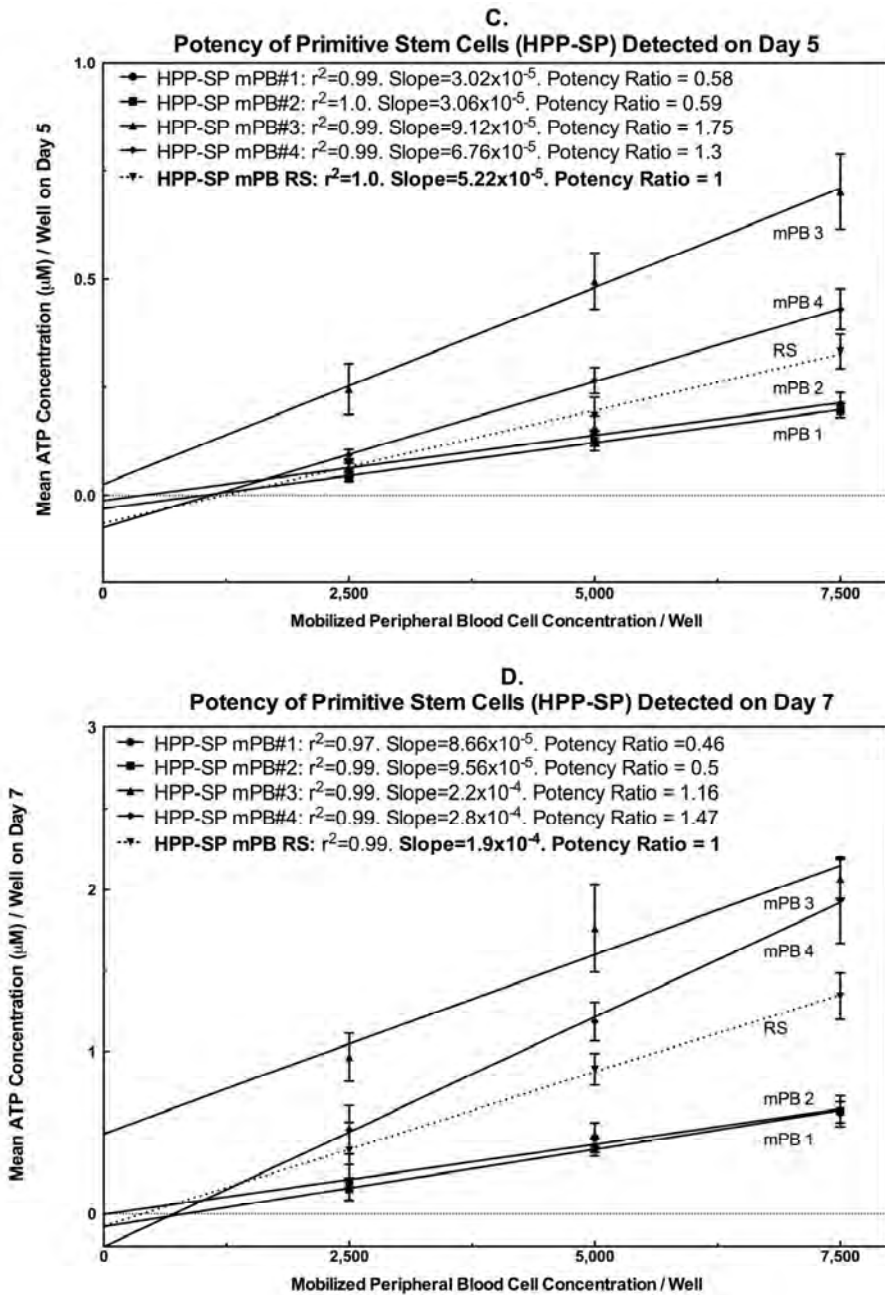 C.
Potency of Primitive Stem Cells (HPP-SP) Detected on Day 5
HPP-SP mPB#1: r²=0.99. Slope=3.02x10⁻⁵. Potency Ratio = 0.58
HPP-SP mPB#2: r²=1.0. Slope=3.06x10⁻⁵. Potency Ratio = 0.59
HPP-SP mPB#3: r²=0.99. Slope=9.12x10⁻⁵. Potency Ratio = 1.75
HPP-SP mPB#4: r²=0.99. Slope=6.76x10⁻⁵. Potency Ratio = 1.3
HPP-SP mPB RS: r²=1.0. Slope=5.22x10⁻⁵. Potency Ratio = 1
Mean ATP Concentration (µM) / Well on Day 5
1.0
0.5
0.0
mPB 3
mPB 4
RS
mPB 2
mPB 1
0
2,500
5,000
7,500
Mobilized Peripheral Blood Cell Concentration / Well
D.
Potency of Primitive Stem Cells (HPP-SP) Detected on Day 7
HPP-SP mPB#1: r²=0.97. Slope=8.66x10⁻⁵. Potency Ratio =0.46
HPP-SP mPB#2: r²=0.99. Slope=9.56x10⁻⁵. Potency Ratio = 0.5
HPP-SP mPB#3: r²=0.99. Slope=2.2x10⁻⁴. Potency Ratio = 1.16
HPP-SP mPB#4: r²=0.99. Slope=2.8x10⁻⁴. Potency Ratio = 1.47
HPP-SP mPB RS: r²=0.99. Slope=1.9x10⁻⁴. Potency Ratio = 1
Mean ATP Concentration (µM) / Well on Day 7
3
2
1
0
mPB 3
mPB 4
RS
mPB 2
mPB 1
0
2,500
5,000
7,500
Mobilized Peripheral Blood Cell Concentration / Well